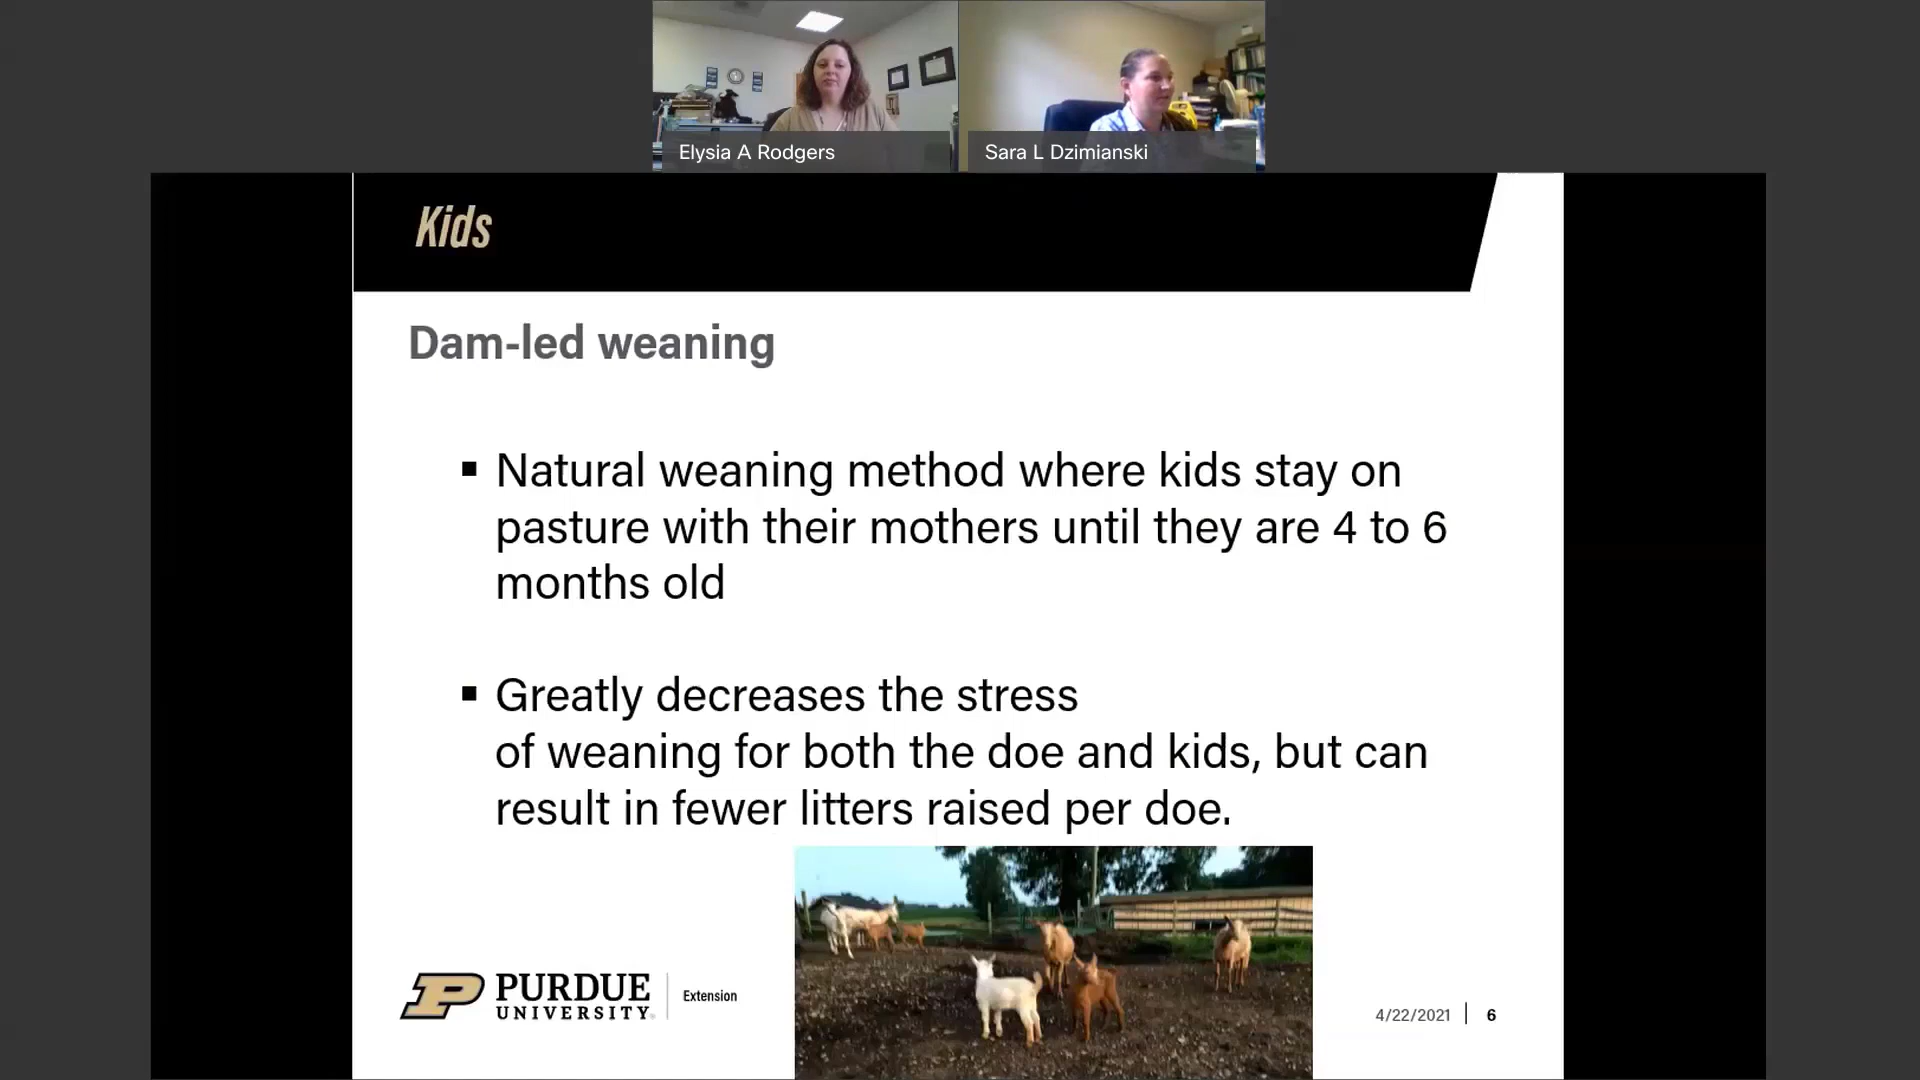 Elysia A Rodgers
Sara L Dzimianski
Kids
Dam-led weaning
▪ Natural weaning method where kids stay on
pasture with their mothers until they are 4 to 6
months old
▪ Greatly decreases the stress
of weaning for both the doe and kids, but can
result in fewer litters raised per doe.
PURDUE
UNIVERSITY®
Extension
4/22/2021 | 6